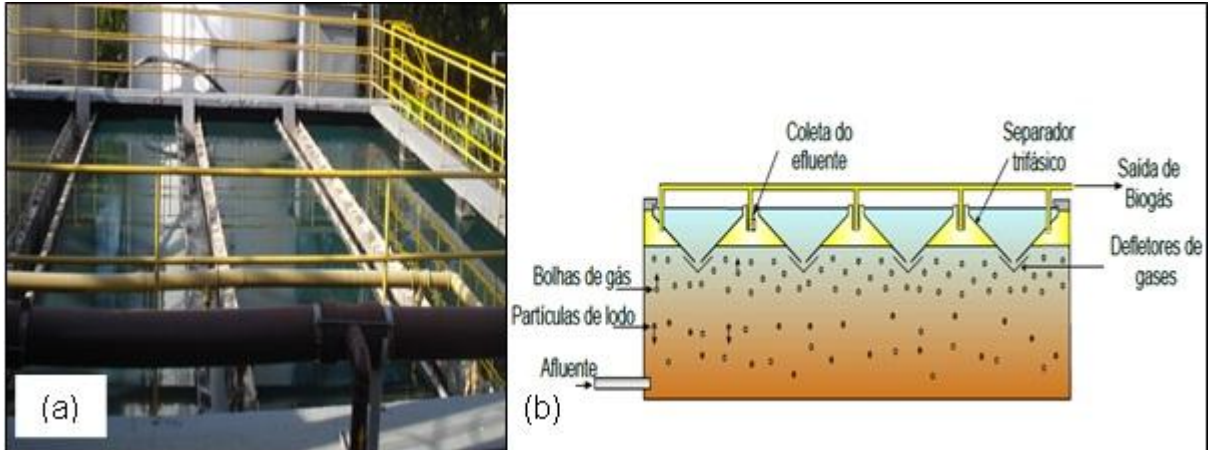 (a)
Coleta do
efluente
Separador
trifásico
Saída de
Biogás
Defletores de
gases
Bolhas de gás
Partículas de lodo
Afluente
(b)